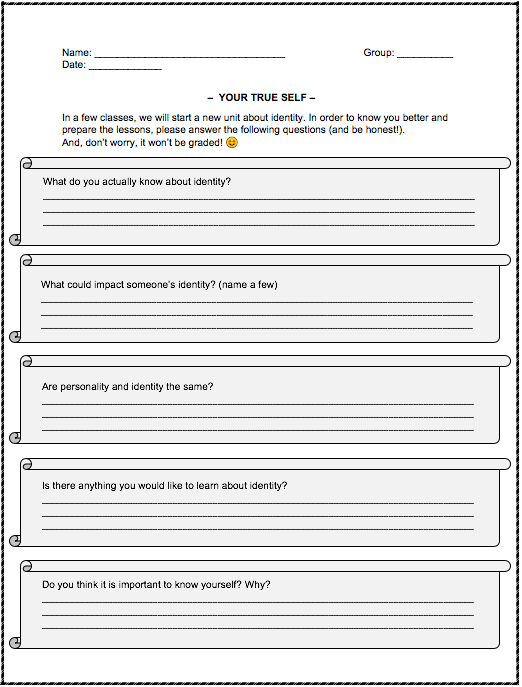 Name: __________________________________ Group: __________
Date: _____________
– YOUR TRUE SELF –
In a few classes, we will start a new unit about identity. In order to know you better and
prepare the lessons, please answer the following questions (and be honest!).
And, don't worry, it won't be graded! 😊
What do you actually know about identity?
What could impact someone's identity? (name a few)
Are personality and identity the same?
Is there anything you would like to learn about identity?
Do you think it is important to know yourself? Why?